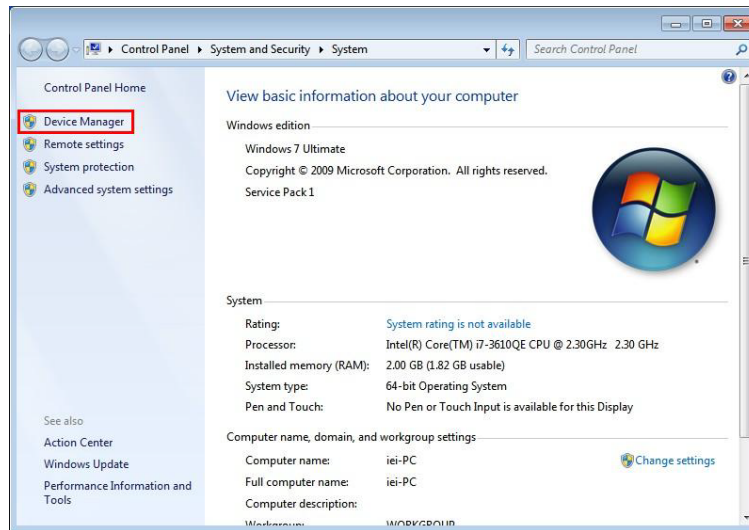 Control Panel ▸ System and Security ▸ System
Search Control Panel
Control Panel Home
Device Manager
Remote settings
System protection
Advanced system settings
See also
Action Center
Windows Update
Performance Information and
Tools
View basic information about your computer
Windows edition
Windows 7 Ultimate
Copyright © 2009 Microsoft Corporation. All rights reserved.
Service Pack 1
System
Rating: System rating is not available
Processor: Intel(R) Core(TM) i7-3610QE CPU @ 2.30GHz 2.30 GHz
Installed memory (RAM): 2.00 GB (1.82 GB usable)
System type: 64-bit Operating System
Pen and Touch: No Pen or Touch Input is available for this Display
Computer name, domain, and workgroup settings
Computer name: iei-PC Change settings
Full computer name: iei-PC
Computer description:
Workgroup: WORKGROUP